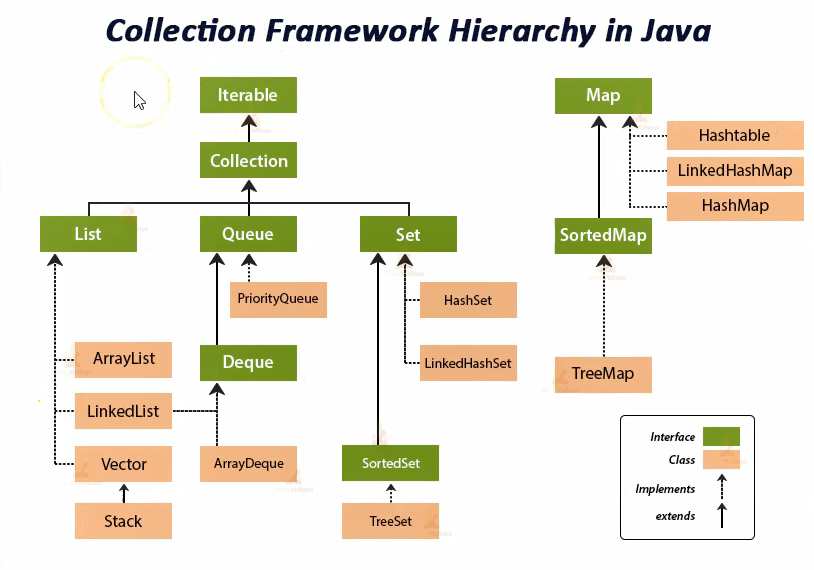 Collection Framework Hierarchy in Java
Iterable
Map
Hashtable
Collection
LinkedHashMap
HashMap
List
Queue
Set
SortedMap
PriorityQueue
HashSet
ArrayList
Deque
LinkedHashSet
TreeMap
LinkedList
Vector
ArrayDeque
SortedSet
Stack
TreeSet
Interface
Class
Implements
extends